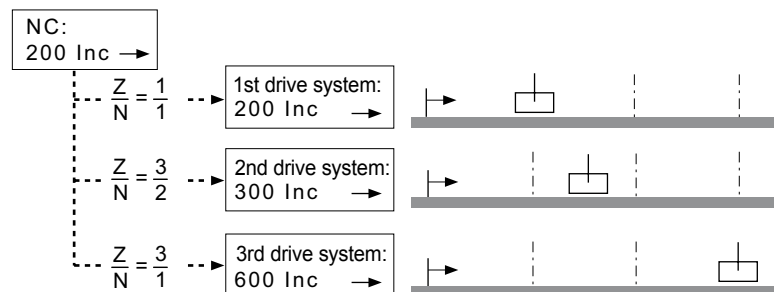 NC:
200 Inc
Z/N = 1/1
1st drive system:
200 Inc
Z/N = 3/2
2nd drive system:
300 Inc
Z/N = 3/1
3rd drive system:
600 Inc